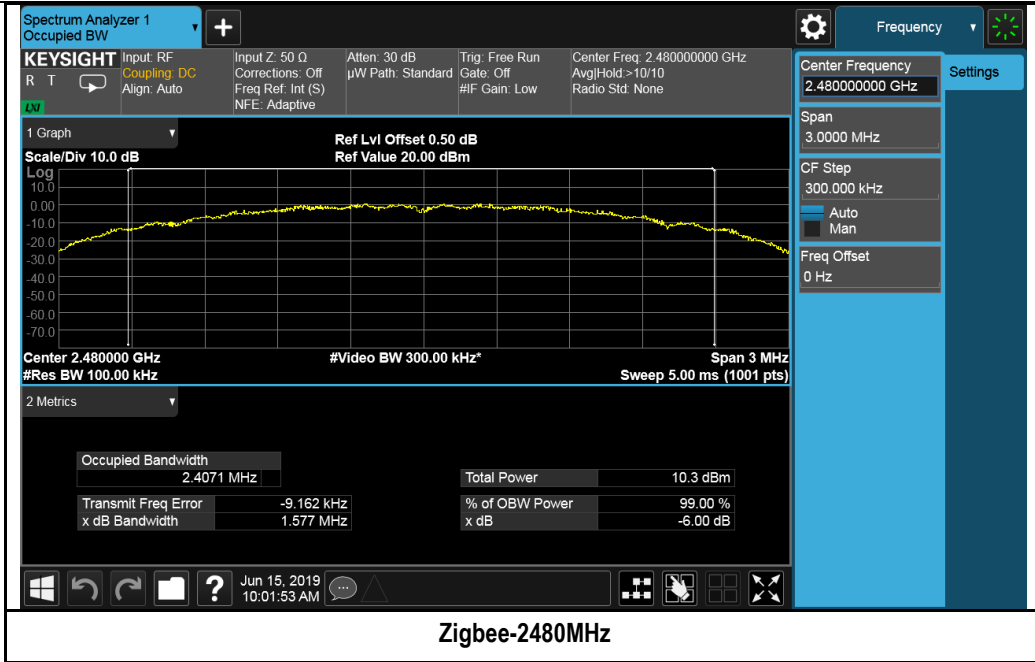 Spectrum Analyzer 1
Occupied BW
+
Frequency
KEYSIGHT
R T
LXI
Input: RF
Coupling: DC
Align: Auto
Input Z: 50 Ω
Corrections: Off
Freq Ref: Int (S)
NFE: Adaptive
Atten: 30 dB
µW Path: Standard
Trig: Free Run
Gate: Off
#IF Gain: Low
Center Freq: 2.480000000 GHz
Avg|Hold:>10/10
Radio Std: None
Center Frequency
2.480000000 GHz
Settings
Span
3.0000 MHz
CF Step
300.000 kHz
Auto
Man
Freq Offset
0 Hz
1 Graph
Scale/Div 10.0 dB
Ref Lvl Offset 0.50 dB
Ref Value 20.00 dBm
Log
10.0
0.00
-10.0
-20.0
-30.0
-40.0
-50.0
-60.0
-70.0
Center 2.480000 GHz
#Res BW 100.00 kHz
#Video BW 300.00 kHz*
Span 3 MHz
Sweep 5.00 ms (1001 pts)
2 Metrics
Occupied Bandwidth
2.4071 MHz
Total Power 10.3 dBm
Transmit Freq Error -9.162 kHz
% of OBW Power 99.00 %
x dB Bandwidth 1.577 MHz
x dB -6.00 dB
?
Jun 15, 2019
10:01:53 AM
Zigbee-2480MHz